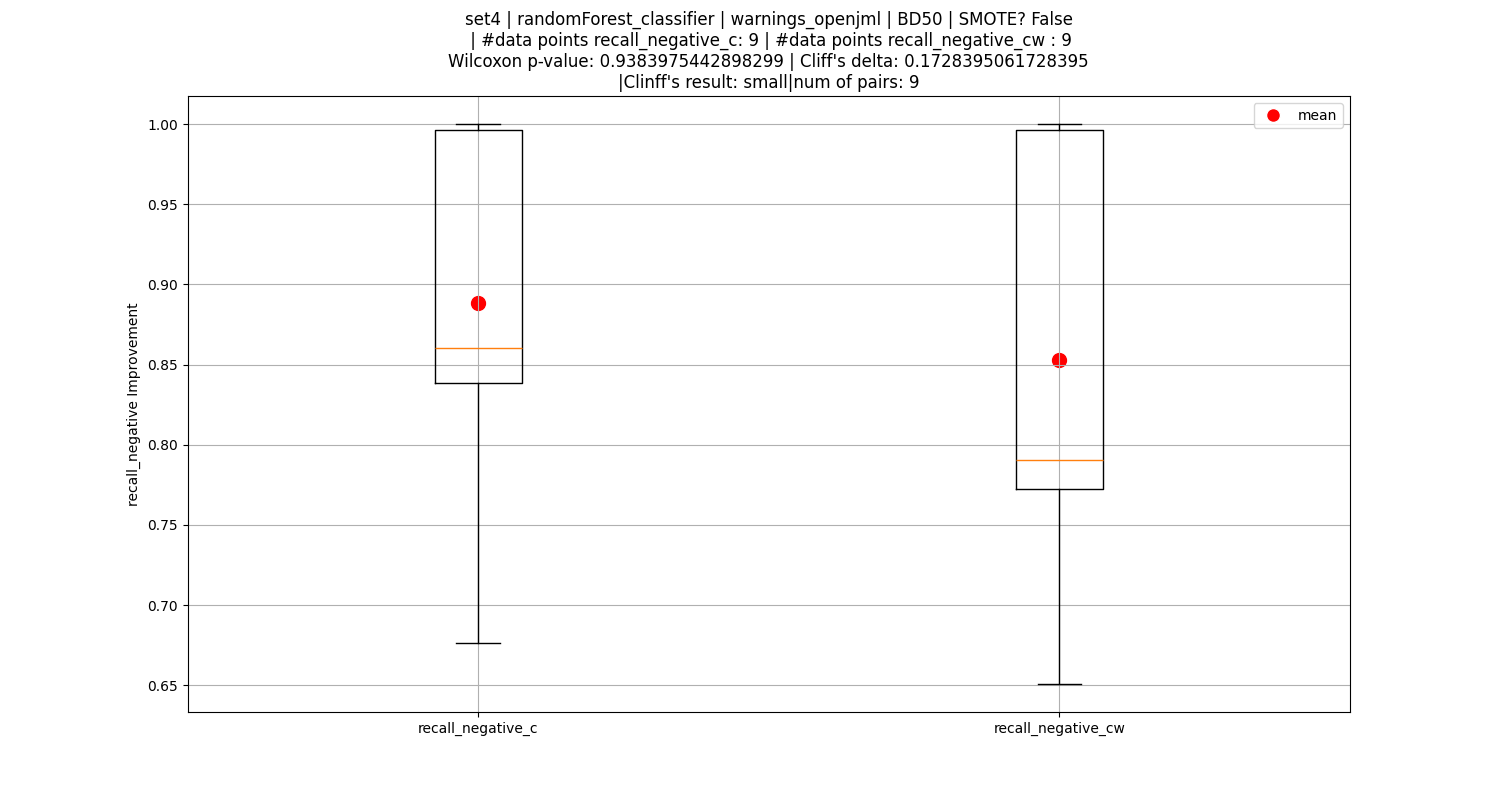 set4 | randomForest_classifier | warnings_openjml | BD50 | SMOTE? False
| #data points recall_negative_c: 9 | #data points recall_negative_cw : 9
Wilcoxon p-value: 0.9383975442898299 | Cliff's delta: 0.1728395061728395
|Clinff's result: small|num of pairs: 9
mean
1.00
0.95
0.90
0.85
0.80
0.75
0.70
0.65
recall_negative Improvement
recall_negative_c
recall_negative_cw